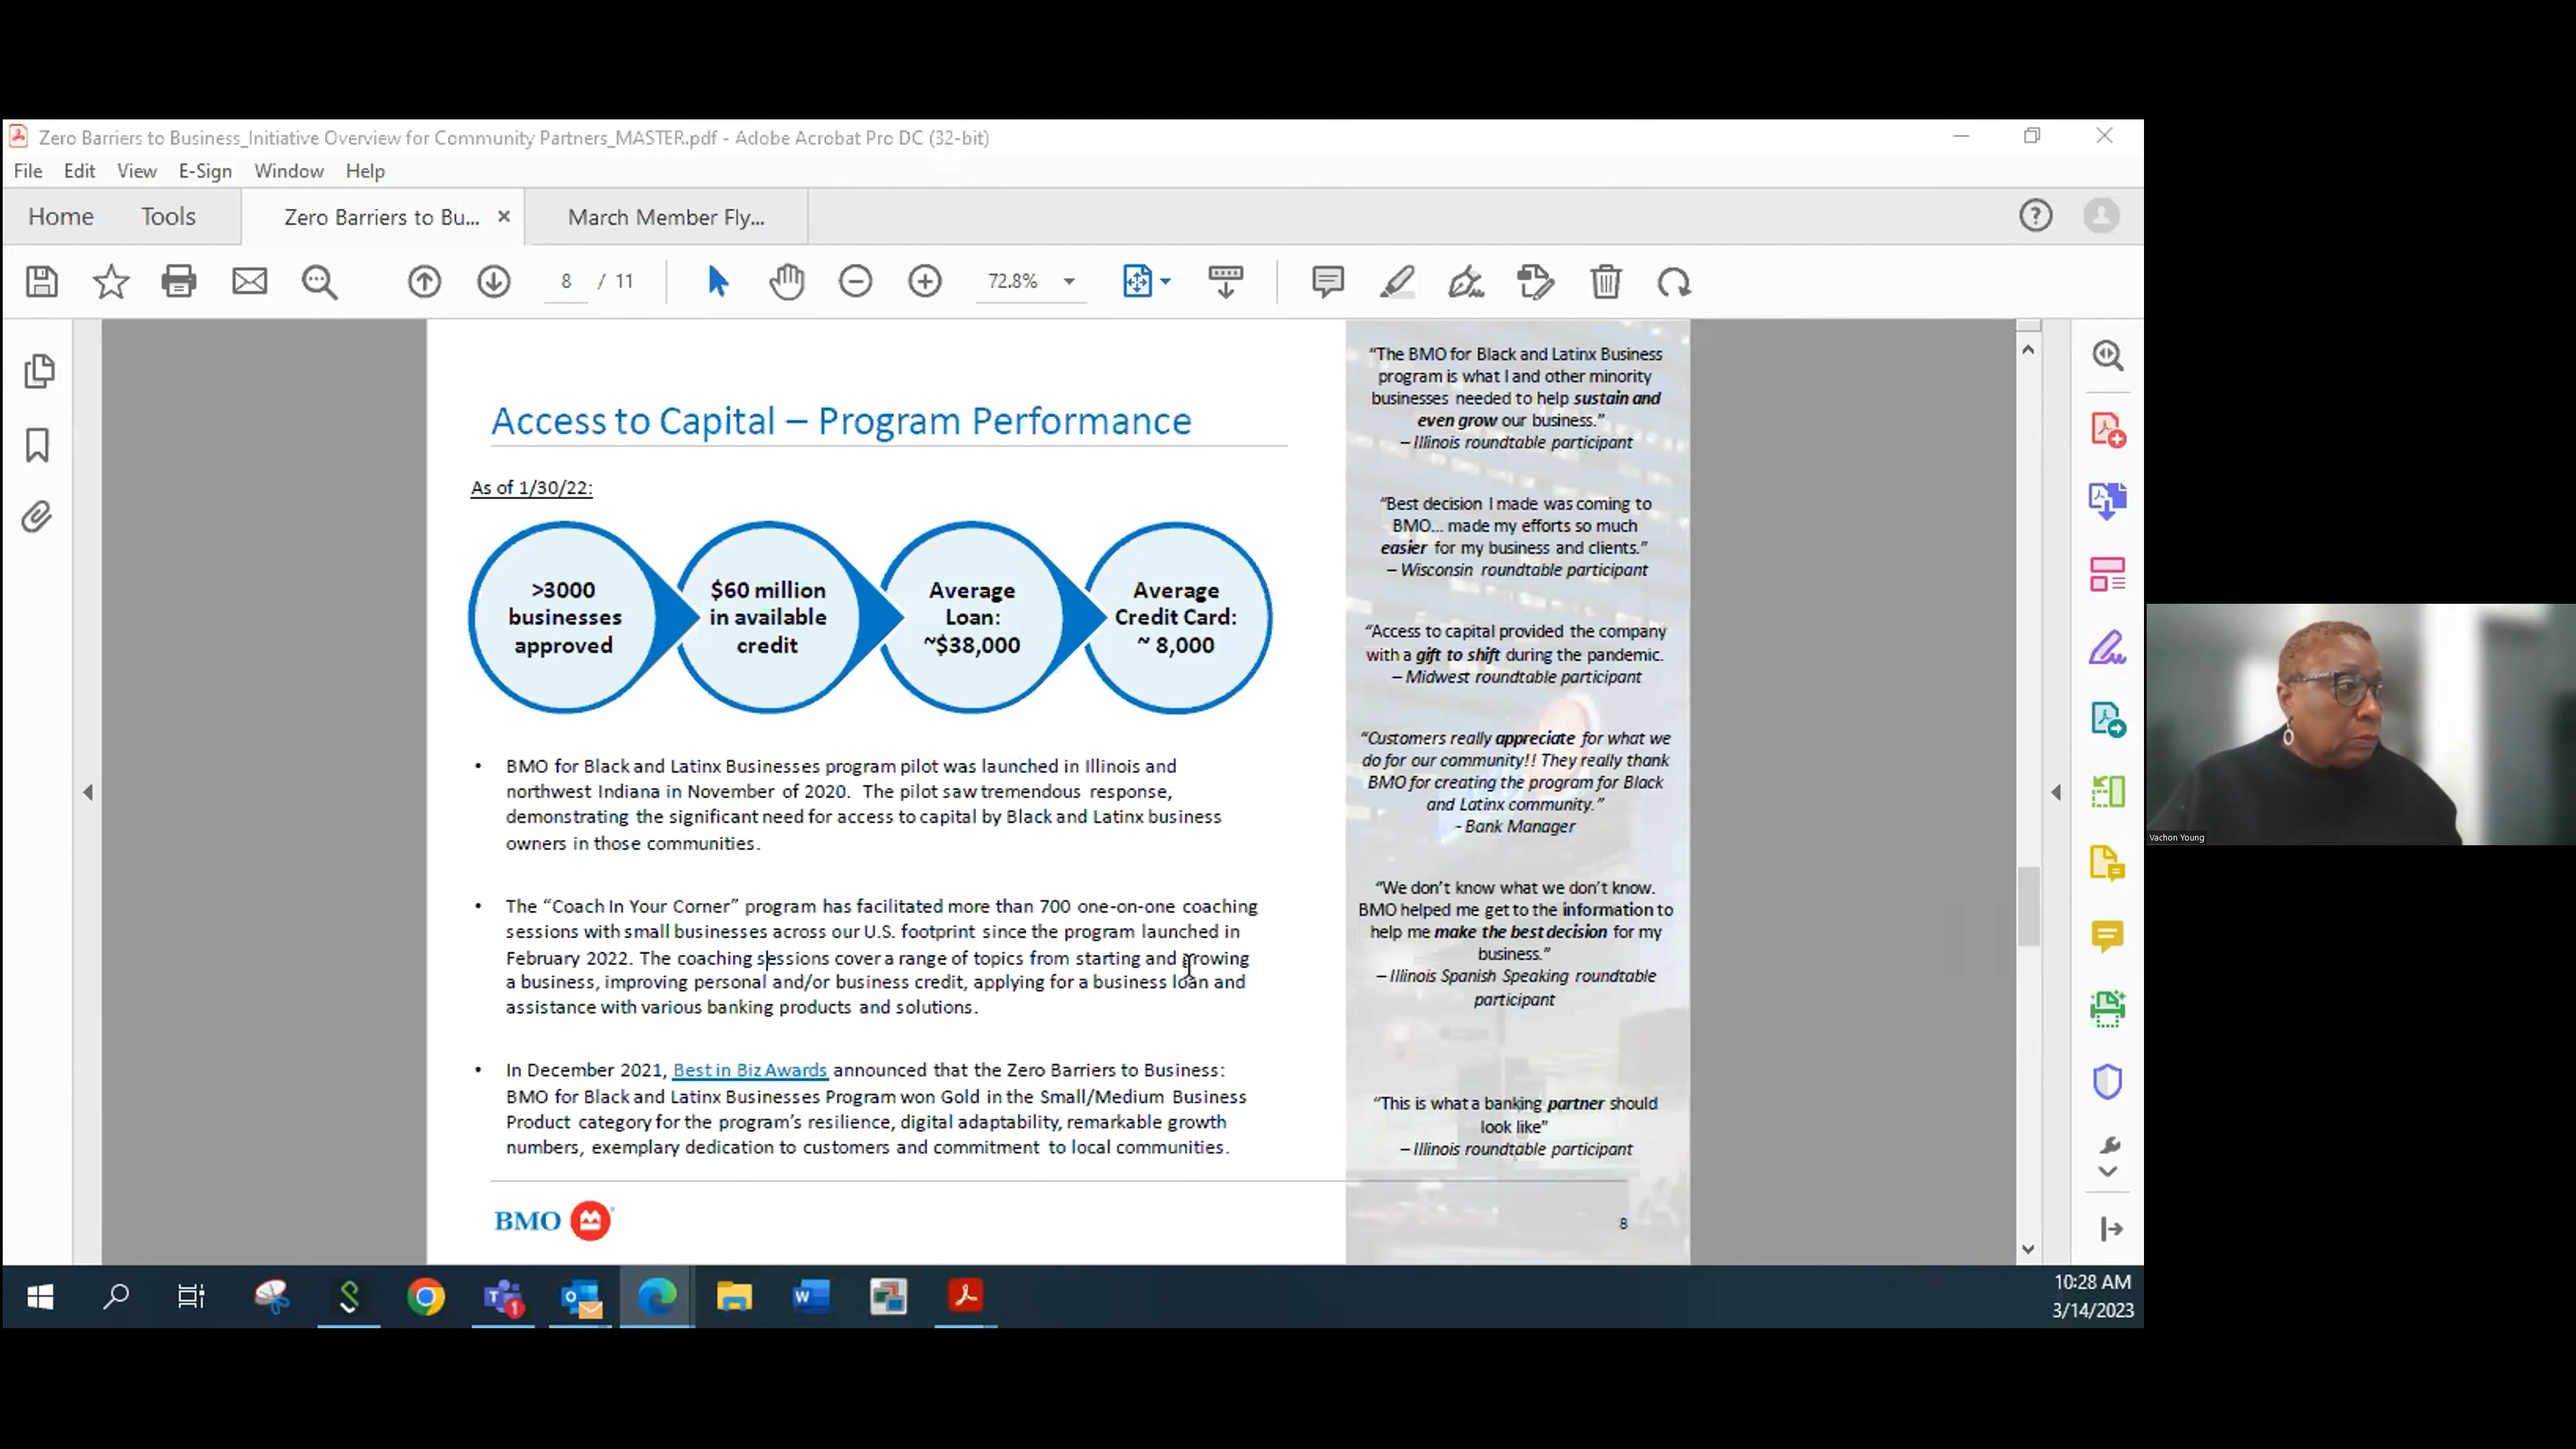 Zero Barriers to Business_Initiative Overview for Community Partners_MASTER.pdf - Adobe Acrobat Pro DC (32-bit)
File Edit View E-Sign Window Help
Home Tools Zero Barriers to Bu... × March Member Fly...
8 / 11 72.8%
Access to Capital – Program Performance
As of 1/30/22:
>3000
businesses
approved
$60 million
in available
credit
Average
Loan:
~$38,000
Average
Credit Card:
~ 8,000
• BMO for Black and Latinx Businesses program pilot was launched in Illinois and
northwest Indiana in November of 2020. The pilot saw tremendous response,
demonstrating the significant need for access to capital by Black and Latinx business
owners in those communities.
• The “Coach In Your Corner” program has facilitated more than 700 one-on-one coaching
sessions with small businesses across our U.S. footprint since the program launched in
February 2022. The coaching sessions cover a range of topics from starting and growing
a business, improving personal and/or business credit, applying for a business loan and
assistance with various banking products and solutions.
• In December 2021, Best in Biz Awards announced that the Zero Barriers to Business:
BMO for Black and Latinx Businesses Program won Gold in the Small/Medium Business
Product category for the program’s resilience, digital adaptability, remarkable growth
numbers, exemplary dedication to customers and commitment to local communities.
“The BMO for Black and Latinx Business
program is what I and other minority
businesses needed to help sustain and
even grow our business.”
– Illinois roundtable participant
“Best decision I made was coming to
BMO... made my efforts so much
easier for my business and clients.”
– Wisconsin roundtable participant
“Access to capital provided the company
with a gift to shift during the pandemic.
– Midwest roundtable participant
“Customers really appreciate for what we
do for our community!! They really thank
BMO for creating the program for Black
and Latinx community.”
- Bank Manager
“We don’t know what we don’t know.
BMO helped me get to the information to
help me make the best decision for my
business.”
– Illinois Spanish Speaking roundtable
participant
“This is what a banking partner should
look like”
– Illinois roundtable participant
BMO
8
Vachon Young
10:28 AM
3/14/2023